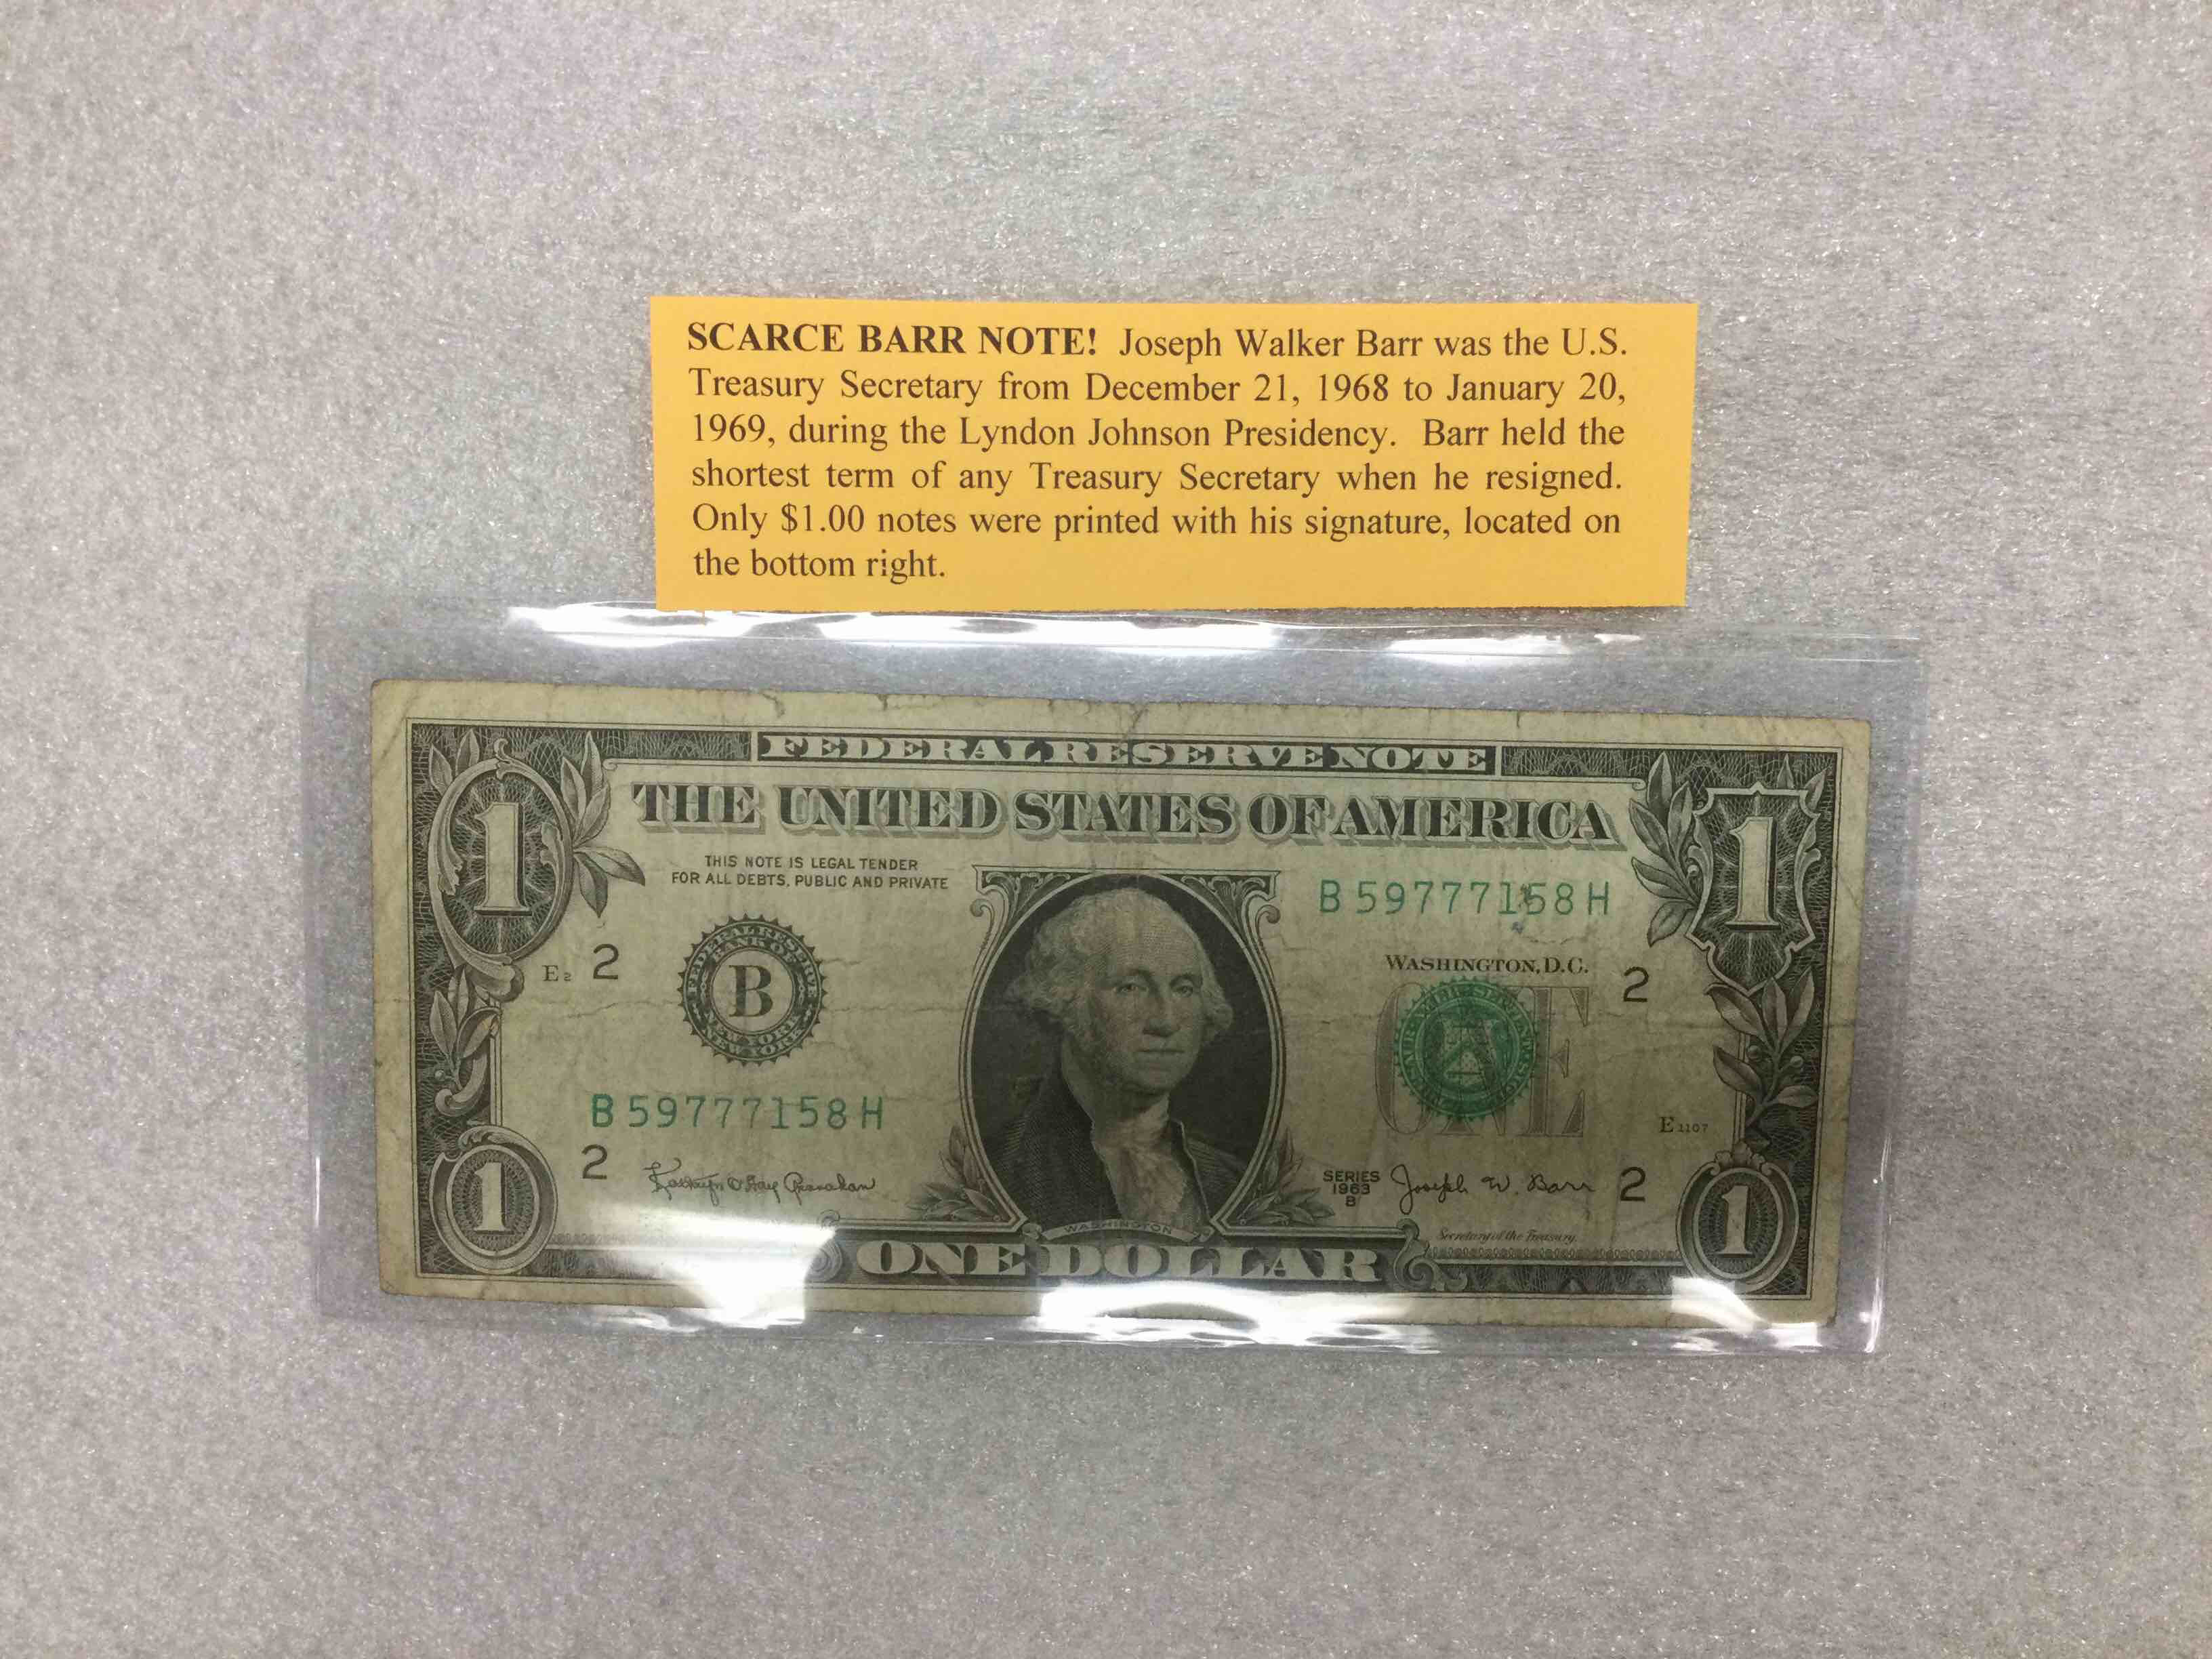 SCARCE BARR NOTE! Joseph Walker Barr was the U.S.
Treasury Secretary from December 21, 1968 to January 20,
1969, during the Lyndon Johnson Presidency. Barr held the
shortest term of any Treasury Secretary when he resigned.
Only $1.00 notes were printed with his signature, located on
the bottom right.
FEDERAL RESERVE NOTE
THE UNITED STATES OF AMERICA
1
1
THIS NOTE IS LEGAL TENDER
FOR ALL DEBTS, PUBLIC AND PRIVATE
B 59777158 H
WASHINGTON, D.C.
E2 2
2
B
ONE
B 59777158 H
E1107
2
SERIES
1963
B
Joseph W. Barr
2
Secretary of the Treasury.
1
WASHINGTON
1
ONE DOLLAR